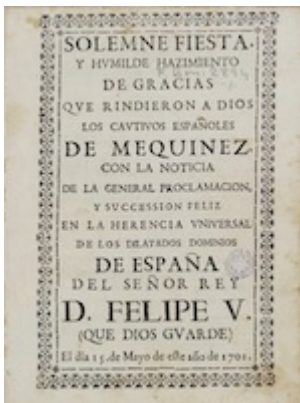 SOLEMNE FIESTA,
Y HVMILDE HAZIMIENTO
DE GRACIAS
QVE RINDIERON A DIOS
LOS CAVTIVOS ESPAÑOLES
DE MEQUINEZ.
CON LA NOTICIA
DE LA GENERAL PROCLAMACION,
Y SVCCESSION FELIZ
EN LA HERENCIA VNIVERSAL
DE LOS DILATADOS DOMINIOS
DE ESPAÑA
DEL SEÑOR REY
D. FELIPE V.
(QUE DIOS GVARDE)
El dia 15. de Mayo de este año de 1701.